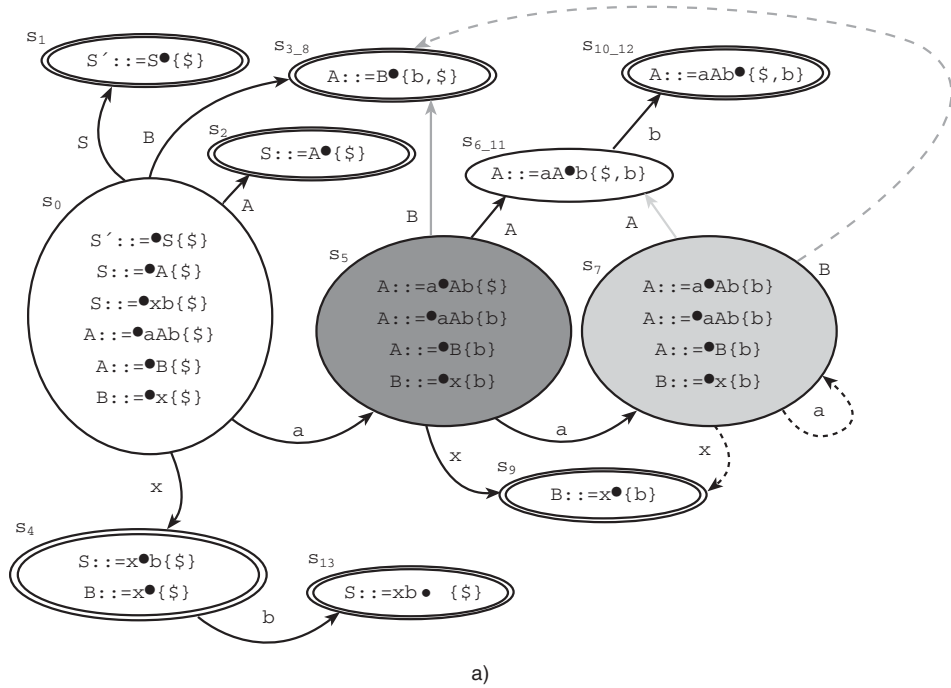 s1
S´::=S●{$}
s3_8
A::=B●{b,$}
s10_12
A::=aAb●{$,b}
S
B
s2
S::=A●{$}
A
b
s6_11
A::=aA●b{$,b}
s0
S´::=●S{$}
S::=●A{$}
S::=●xb{$}
A::=●aAb{$}
A::=●B{$}
B::=●x{$}
B
A
A
B
s5
A::=a●Ab{$}
A::=●aAb{b}
A::=●B{b}
B::=●x{b}
s7
A::=a●Ab{b}
A::=●aAb{b}
A::=●B{b}
B::=●x{b}
a
a
a
x
x
x
s9
B::=x●{b}
s4
S::=x●b{$}
B::=x●{$}
b
s13
S::=xb● {$}
a)